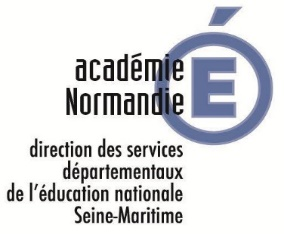 académie
Normandie
É
direction des services
départementaux
de l'éducation nationale
Seine-Maritime